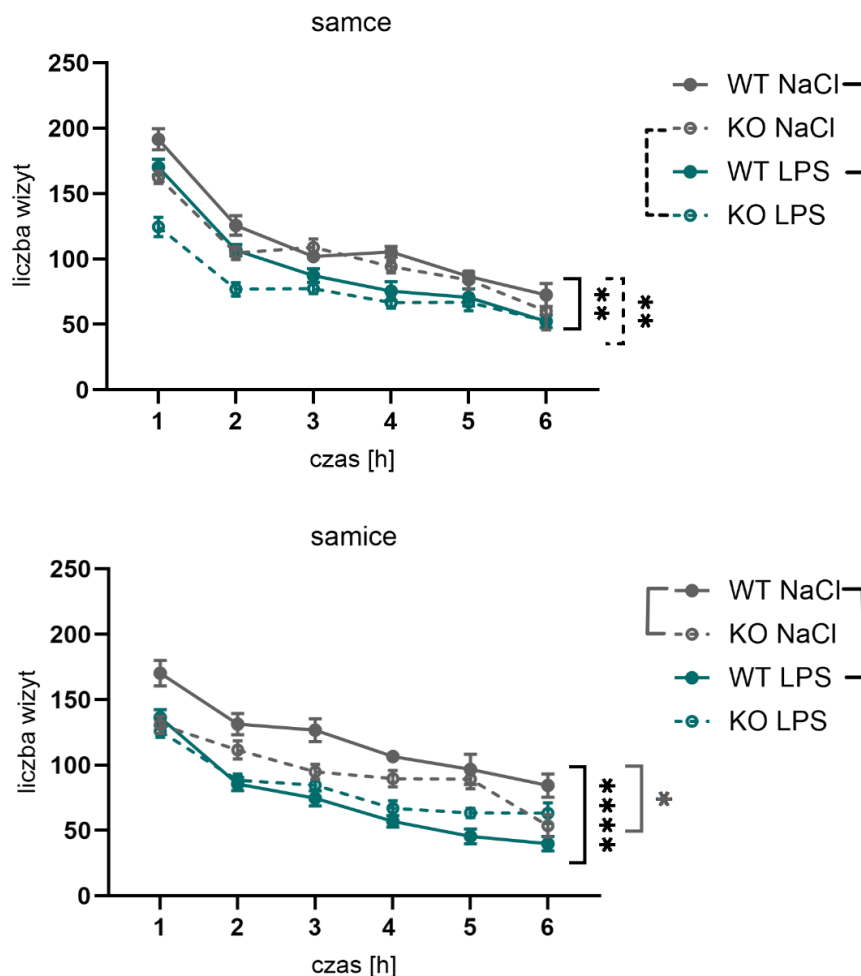 samce
250
200
150
100
50
0
liczba wizyt
1 2 3 4 5 6
czas [h]
WT NaCl
KO NaCl
WT LPS
KO LPS
**
**
samice
250
200
150
100
50
0
liczba wizyt
1 2 3 4 5 6
czas [h]
WT NaCl
KO NaCl
WT LPS
KO LPS
****
*